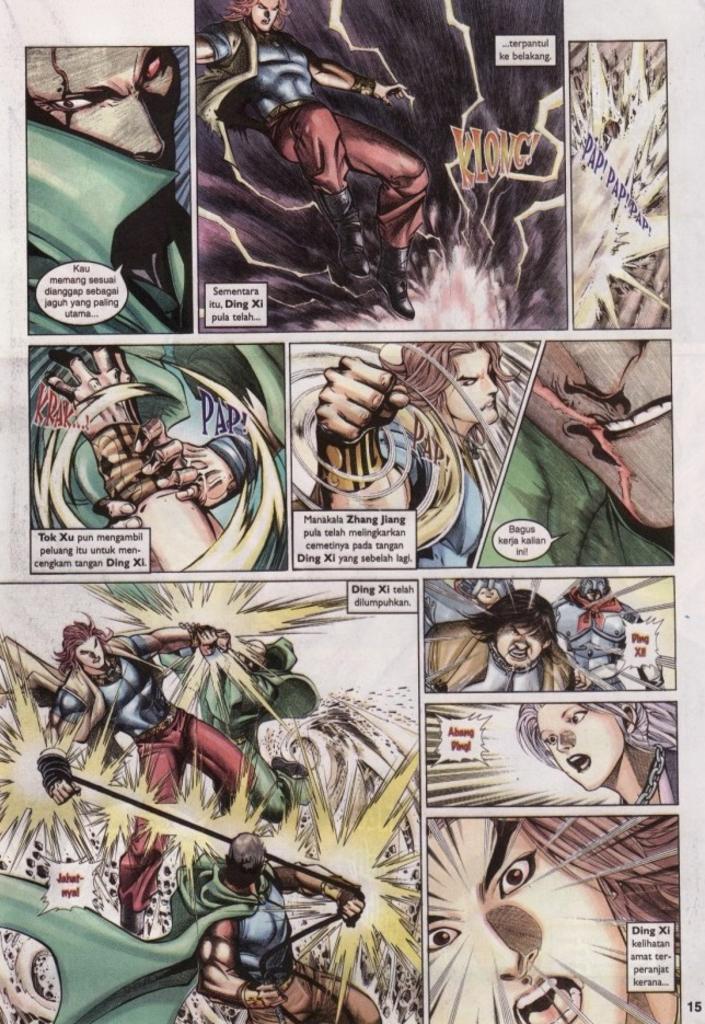 Kau
memang sesuai
dianggap sebagai
jaguh yang paling
utama...
Sementara
itu, Ding Xi
pula telah...
...terpantul
ke belakang.
KLONG!
PAP! PAP! PAP!
KRAK...!
PAP!
Tok Xu pun mengambil
peluang itu untuk men-
cengkam tangan Ding Xi.
PAP!
Manakala Zhang Jiang
pula telah melingkarkan
cemetinya pada tangan
Ding Xi yang sebelah lagi.
Bagus
kerja kalian
ini!
Ding Xi telah
dilumpuhkan.
Jahat-
nya!
Ding
Xi!
Abang
Ping!
Ding Xi
kelihatan
amat ter-
peranjat
kerana...
15